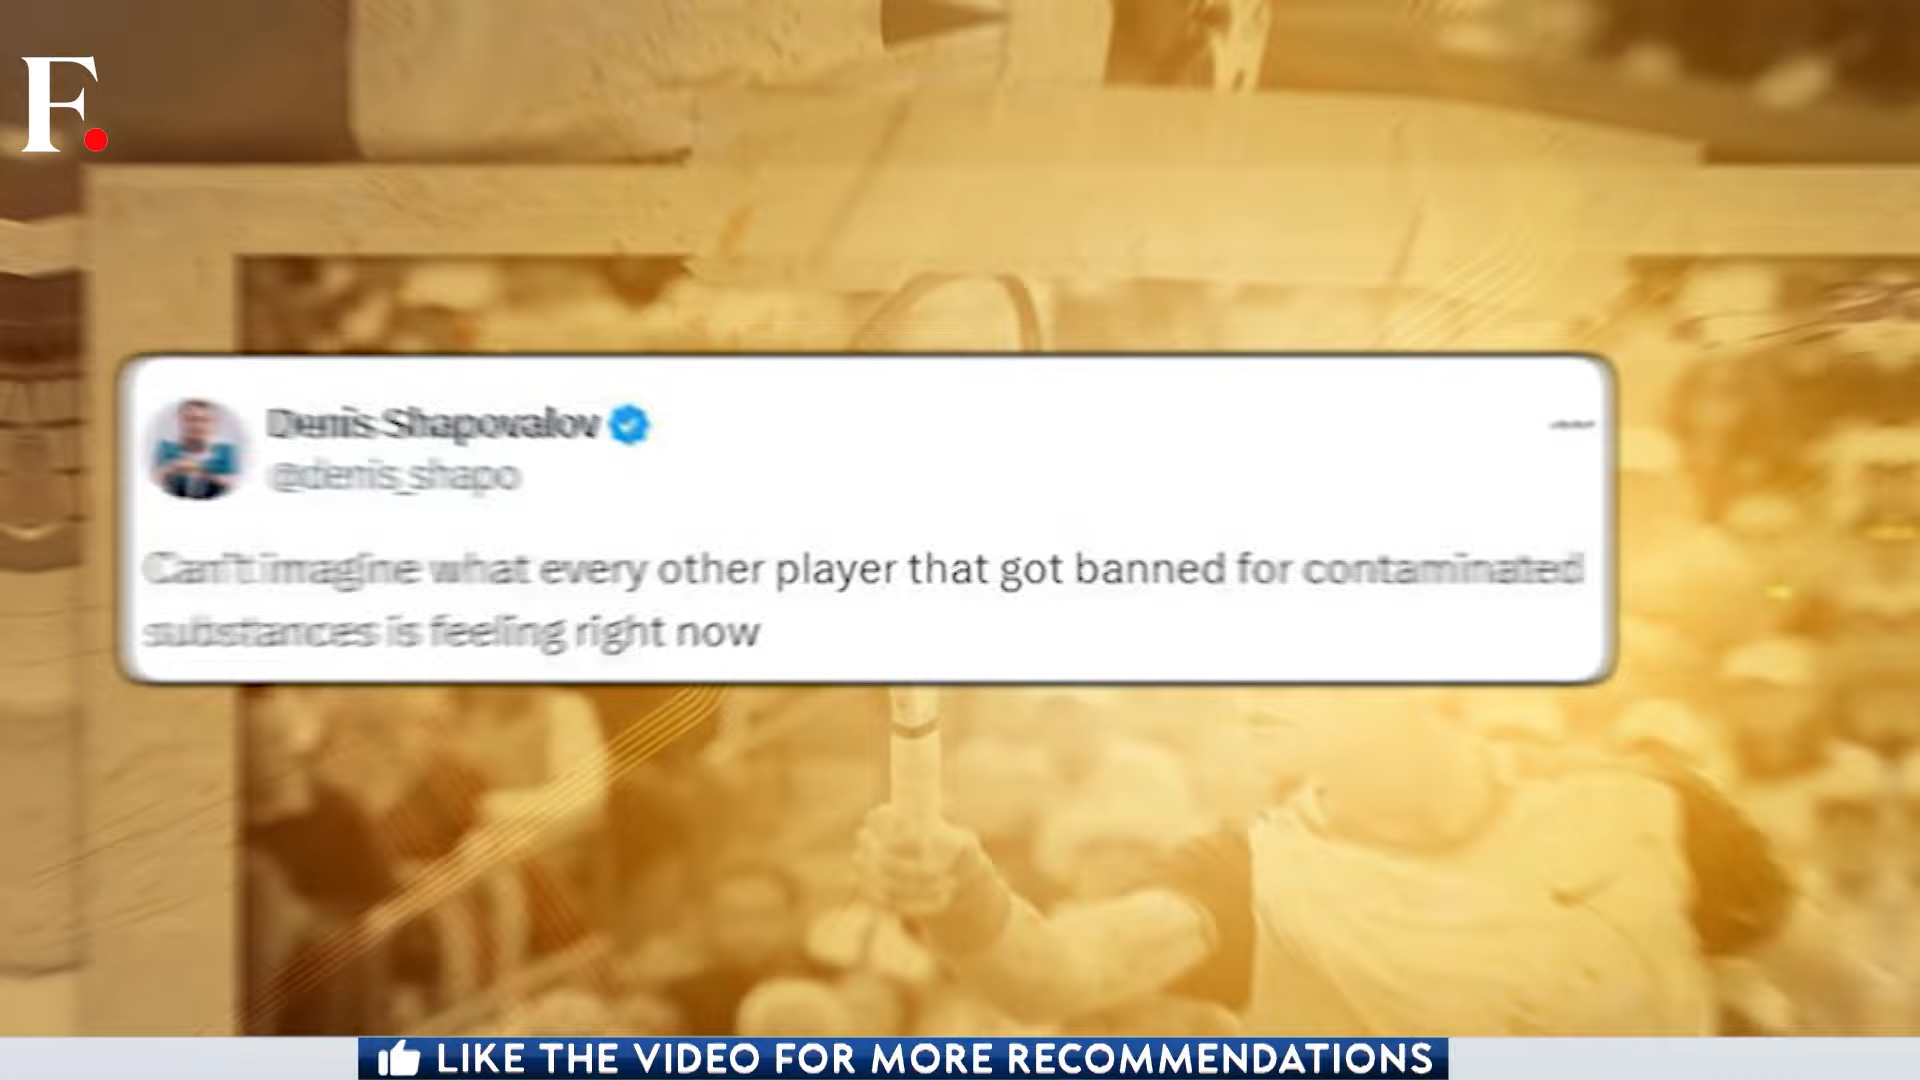 F.
Denis Shapovalov
@denis_shapo
Can't imagine what every other player that got banned for contaminated
substances is feeling right now
LIKE THE VIDEO FOR MORE RECOMMENDATIONS